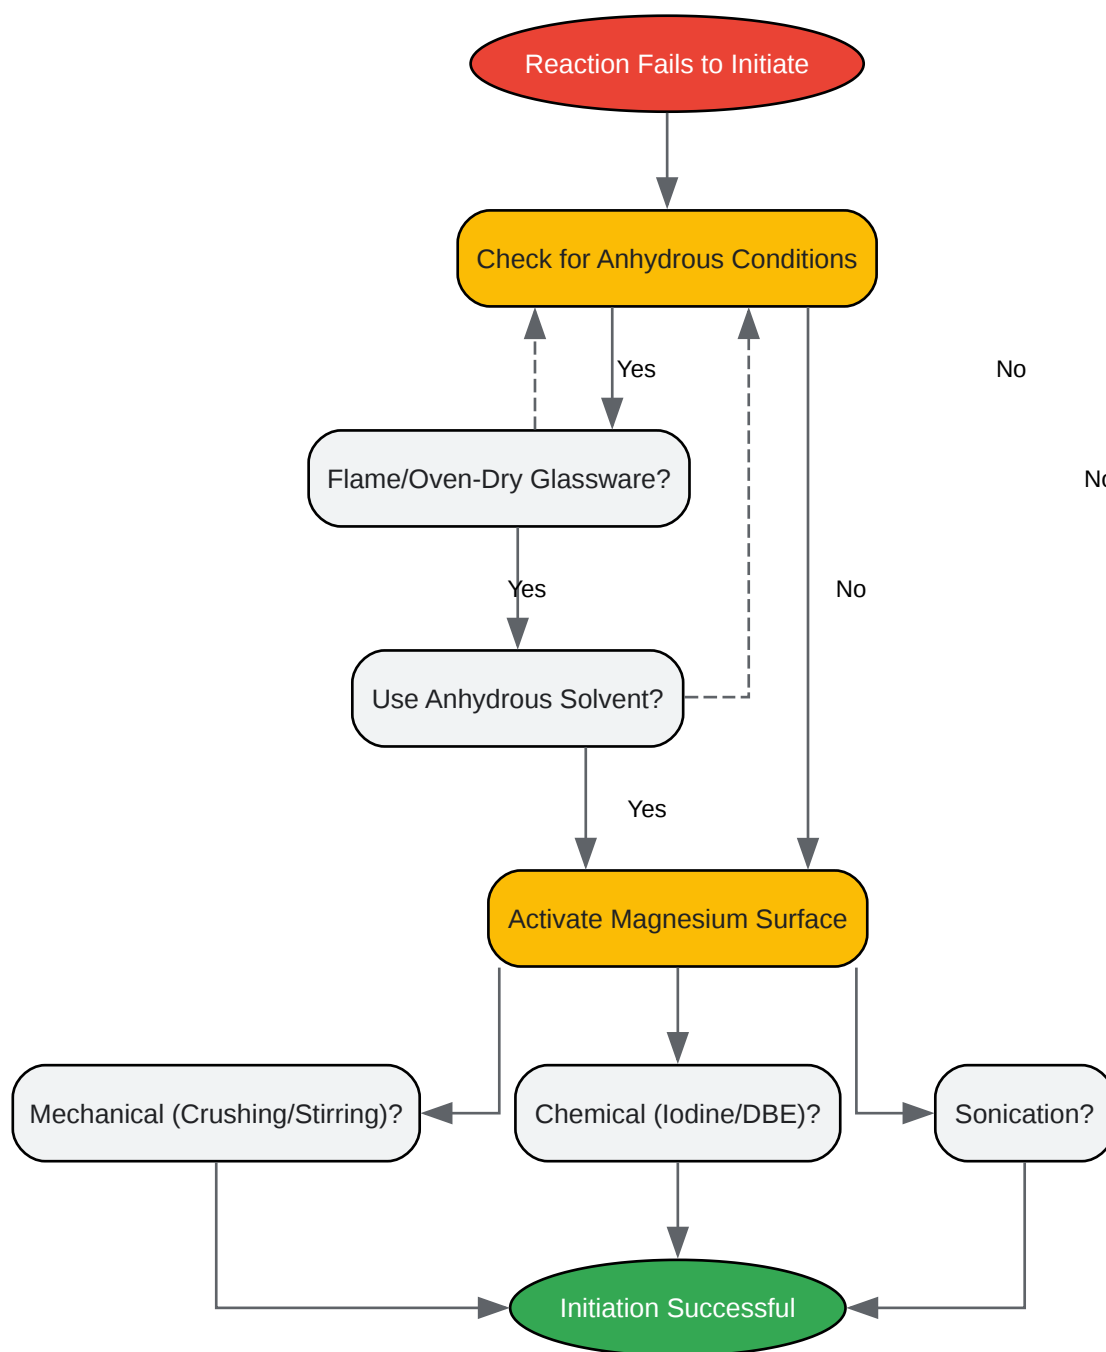 Reaction Fails to Initiate
Check for Anhydrous Conditions
Yes
No
Flame/Oven-Dry Glassware?
No
Yes
No
Use Anhydrous Solvent?
Yes
Activate Magnesium Surface
Mechanical (Crushing/Stirring)?
Chemical (Iodine/DBE)?
Sonication?
Initiation Successful